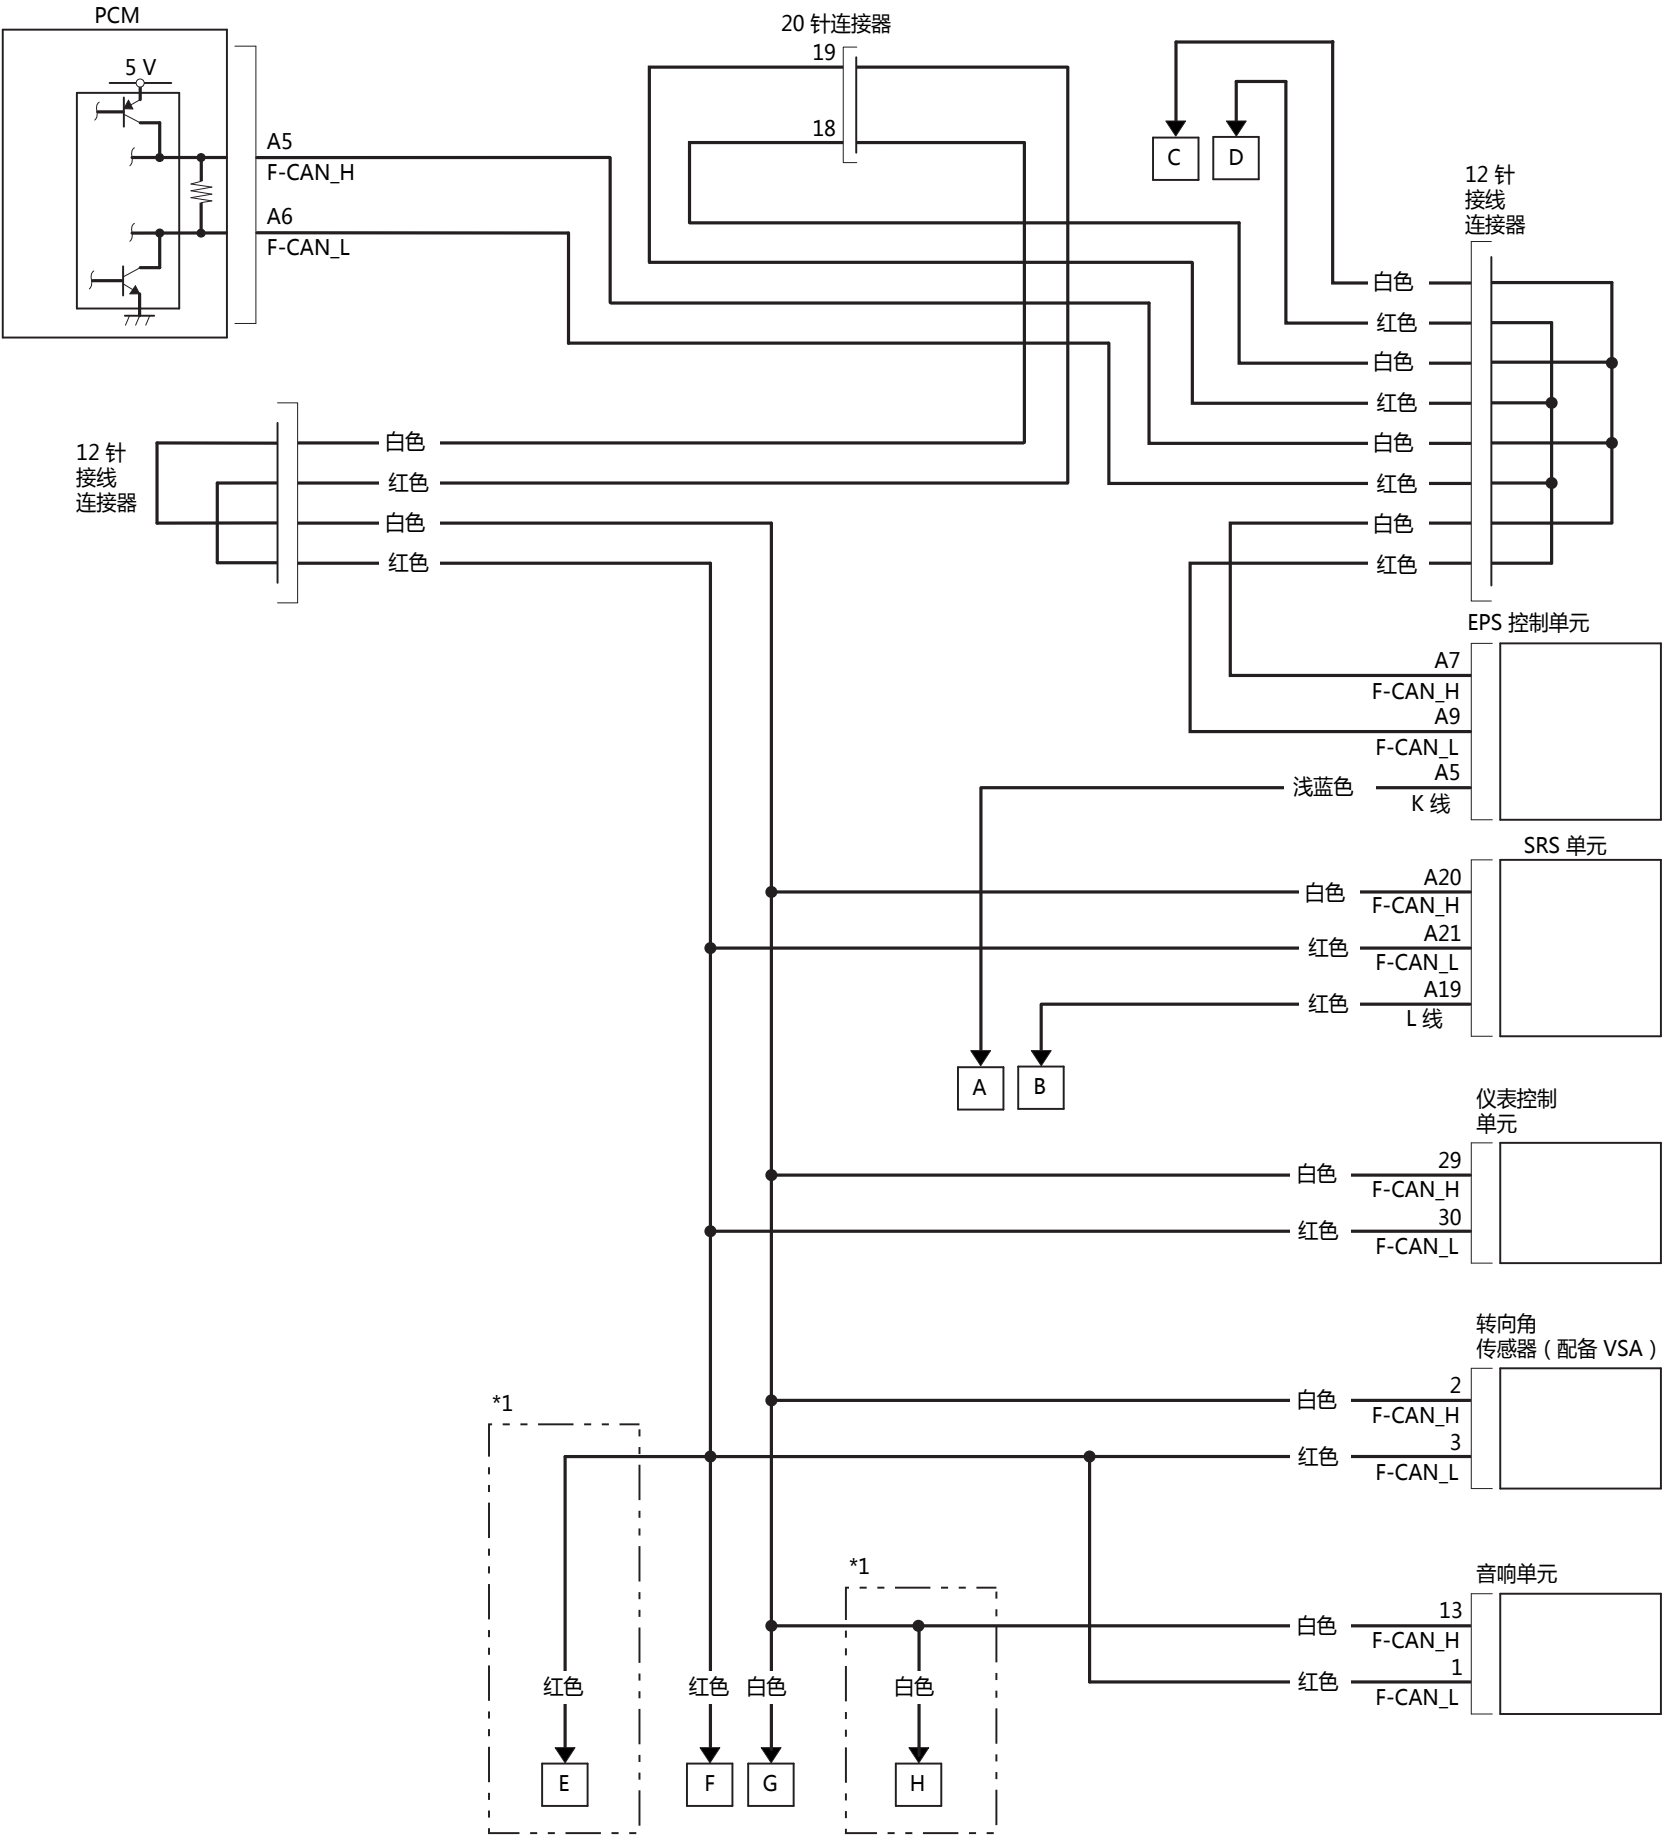 PCM
5 V
A5
F-CAN_H
A6
F-CAN_L
20 针连接器
19
18
C
D
12 针
接线
连接器
白色
红色
白色
红色
白色
红色
白色
红色
12 针
接线
连接器
白色
红色
白色
红色
EPS 控制单元
A7
F-CAN_H
A9
F-CAN_L
A5
浅蓝色
K 线
SRS 单元
A20
白色
F-CAN_H
A21
红色
F-CAN_L
A19
红色
L 线
A
B
仪表控制
单元
29
白色
F-CAN_H
30
红色
F-CAN_L
转向角
传感器（配备 VSA）
2
白色
F-CAN_H
3
红色
F-CAN_L
*1
*1
音响单元
13
白色
F-CAN_H
1
红色
F-CAN_L
红色
红色
白色
白色
E
F
G
H